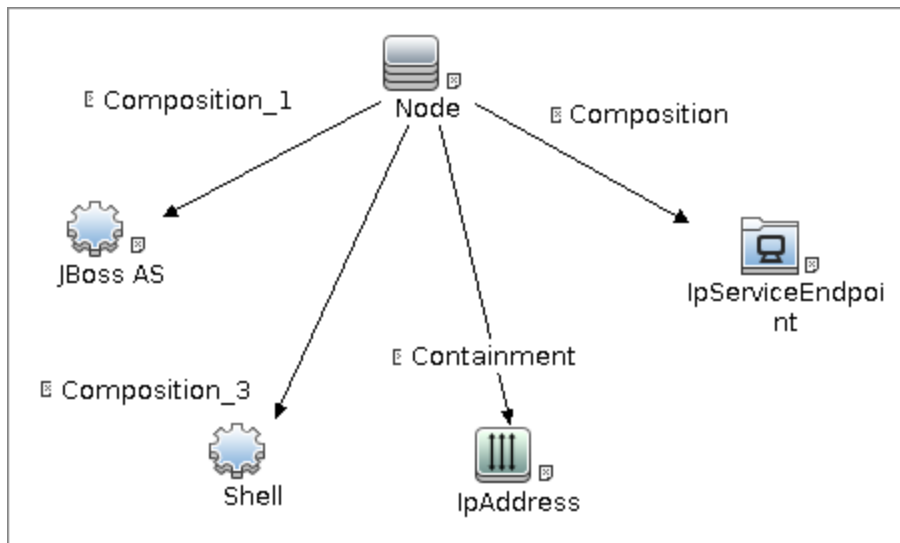 Node
Composition_1
Composition
JBoss AS
IpServiceEndpoi
nt
Containment
Composition_3
Shell
IpAddress